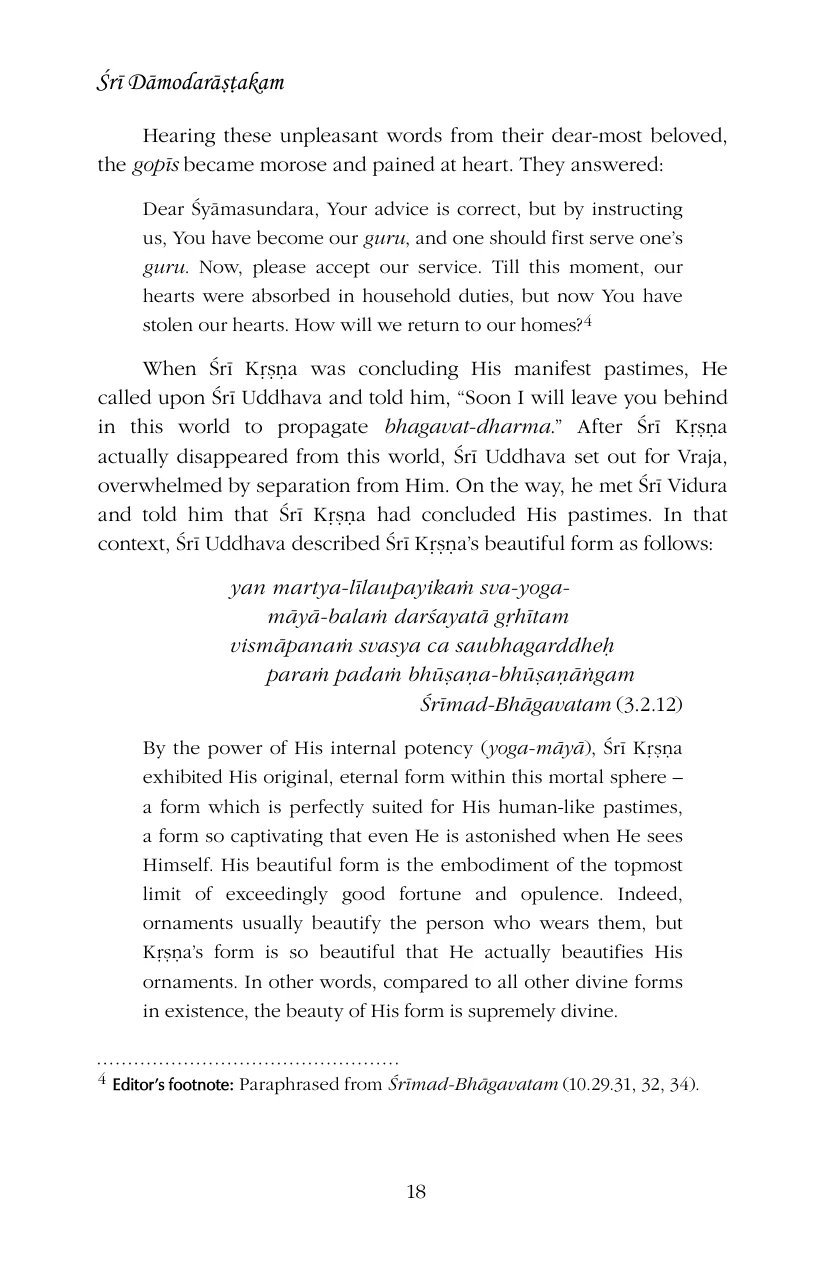 Śrī Dāmodarāṣṭakam
Hearing these unpleasant words from their dear-most beloved,
the gopīs became morose and pained at heart. They answered:
Dear Śyāmasundara, Your advice is correct, but by instructing
us, You have become our guru, and one should first serve one’s
guru. Now, please accept our service. Till this moment, our
hearts were absorbed in household duties, but now You have
stolen our hearts. How will we return to our homes?4
When Śrī Kṛṣṇa was concluding His manifest pastimes, He
called upon Śrī Uddhava and told him, “Soon I will leave you behind
in this world to propagate bhagavat-dharma.” After Śrī Kṛṣṇa
actually disappeared from this world, Śrī Uddhava set out for Vraja,
overwhelmed by separation from Him. On the way, he met Śrī Vidura
and told him that Śrī Kṛṣṇa had concluded His pastimes. In that
context, Śrī Uddhava described Śrī Kṛṣṇa’s beautiful form as follows:
yan martya-līlaupayikaṁ sva-yoga-
māyā-balaṁ darśayatā gṛhītam
vismāpanaṁ svasya ca saubhagarddheḥ
paraṁ padaṁ bhūṣaṇa-bhūṣaṇāṅgam
Śrīmad-Bhāgavatam (3.2.12)
By the power of His internal potency (yoga-māyā), Śrī Kṛṣṇa
exhibited His original, eternal form within this mortal sphere –
a form which is perfectly suited for His human-like pastimes,
a form so captivating that even He is astonished when He sees
Himself. His beautiful form is the embodiment of the topmost
limit of exceedingly good fortune and opulence. Indeed,
ornaments usually beautify the person who wears them, but
Kṛṣṇa’s form is so beautiful that He actually beautifies His
ornaments. In other words, compared to all other divine forms
in existence, the beauty of His form is supremely divine.
4 Editor’s footnote: Paraphrased from Śrīmad-Bhāgavatam (10.29.31, 32, 34).
18